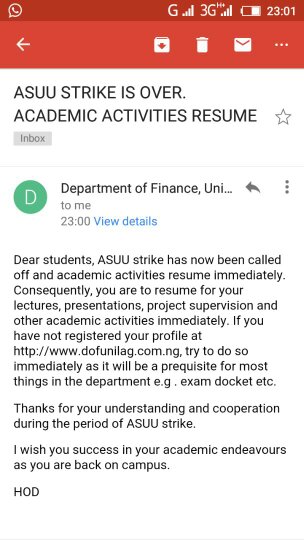 G 3G H+ 23:01
ASUU STRIKE IS OVER.
ACADEMIC ACTIVITIES RESUME
Inbox
D
Department of Finance, Uni...
to me
23:00 View details
Dear students, ASUU strike has now been called
off and academic activities resume immediately.
Consequently, you are to resume for your
lectures, presentations, project supervision and
other academic activities immediately. If you
have not registered your profile at
http://www.dofunilag.com.ng, try to do so
immediately as it will be a prequisite for most
things in the department e.g . exam docket etc.
Thanks for your understanding and cooperation
during the period of ASUU strike.
I wish you success in your academic endeavours
as you are back on campus.
HOD